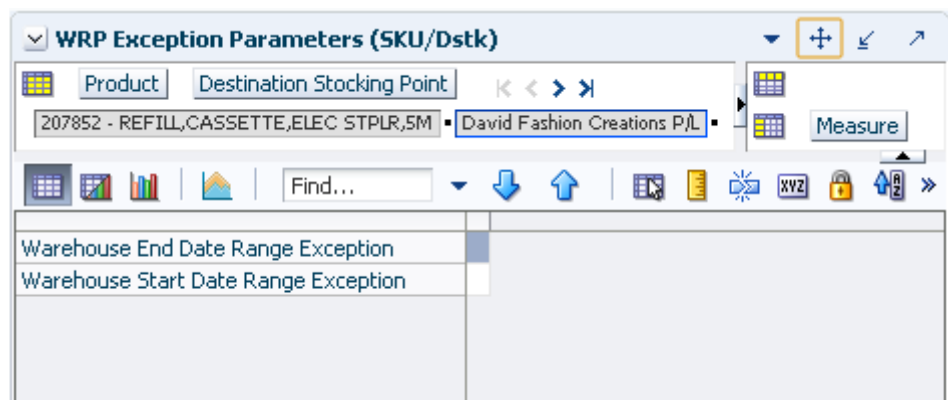 WRP Exception Parameters (SKU/Dstk)
Product Destination Stocking Point
207852 - REFILL,CASSETTE,ELEC STPLR,5M David Fashion Creations P/L
Measure
Find...
XYZ
A
Z
Warehouse End Date Range Exception
Warehouse Start Date Range Exception